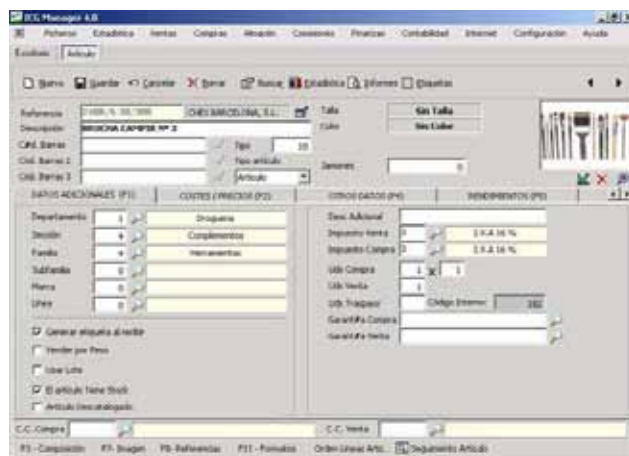 ICG Manager 4.0
Ficheros Estadística Ventas Compras Almacén Comisiones Finanzas Contabilidad Internet Configuración Ayuda
Escritorio Artículo
Nuevo Guardar Cancelar Borrar Buscar Estadística Informes Etiquetas
Referencia
Talla Sin Talla
Descripción BROCHA CANPIA Nº 3
Color Sin Color
Cód. Barras Tipo
Cód. Barras 2 Tipo artículo
Cód. Barras 3 Artículo
Sensores 0
DATOS ADICIONALES (F1) COSTES / PRECIOS (F2) OTROS DATOS (F4) RENDIMIENTOS (F5)
Departamento 1 Droguería
Sección 4 Complementos
Familia 4 Herramientas
Subfamilia 0
Marca 0
Línea 0
Generar etiqueta al recibir
Vender por Peso
Usar Lote
El artículo Tiene Stock
Artículo Descatalogado
Desc. Adicional
Impuesto Venta I.V.A 16 %
Impuesto Compra I.V.A 16 %
Uds Compra 1 x 1
Uds Venta 1
Uds Traspaso Código Interno 382
Garantía Compra
Garantía Venta
C.C. Compra C.C. Venta
F3 - Composición F7- Imagen F8- Referencias F11 - Formatos Orden Líneas Artic. Seguimiento Artículo